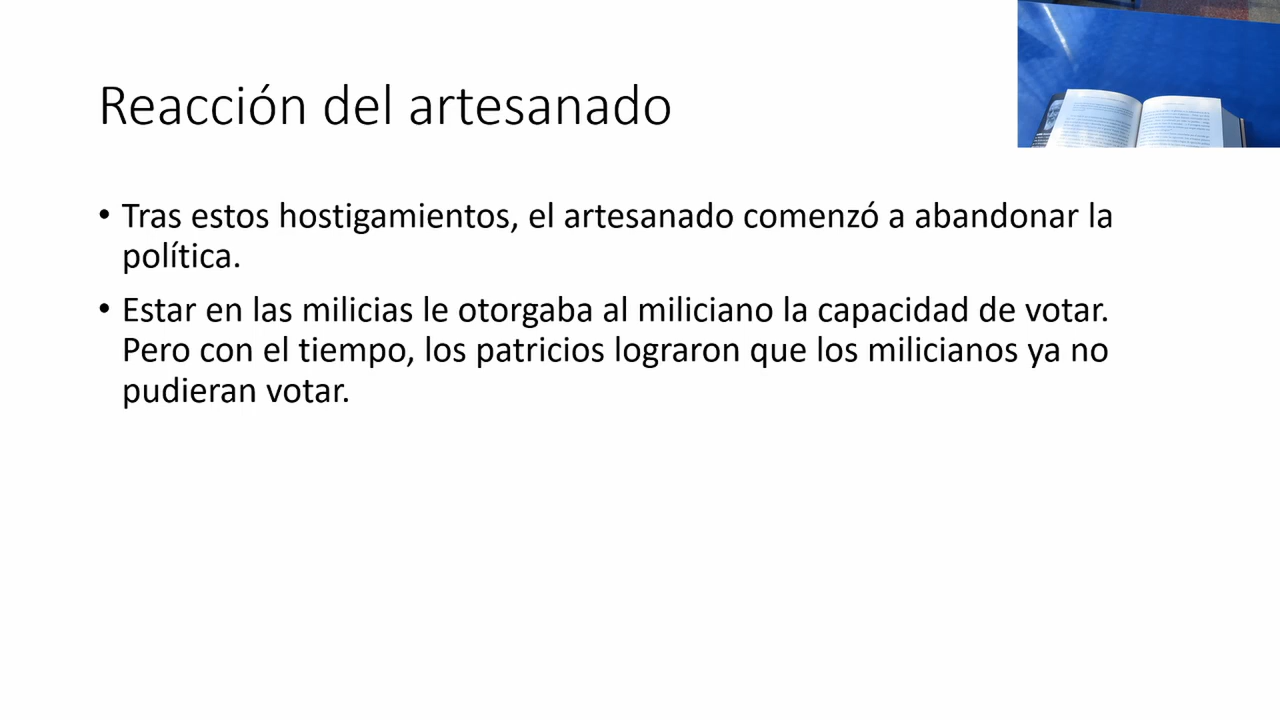 Reacción del artesanado
• Tras estos hostigamientos, el artesanado comenzó a abandonar la
política.
• Estar en las milicias le otorgaba al miliciano la capacidad de votar.
Pero con el tiempo, los patricios lograron que los milicianos ya no
pudieran votar.